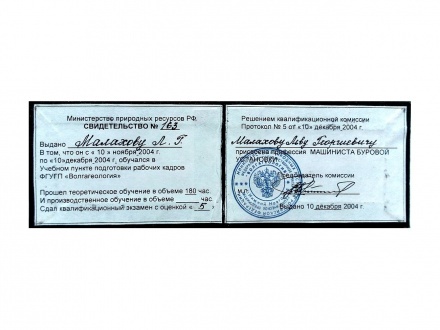 Министерство природных ресурсов РФ
СВИДЕТЕЛЬСТВО № 163
Выдано Малахову Л. Г
В том, что он с « 10 » ноября 2004 г.
по «10»декабря 2004 г, обучался в
Учебном пункте подготовки рабочих кадров
ФГУГП «Волгагеология»
Прошел теоретическое обучение в объеме 180 час.
И производственное обучение в объеме час.
Сдал квалификационный экзамен с оценкой « 5 »
Решением квалификационной комиссии
Протокол № 5 от «10» декабря 2004 г.
Малахову Льву Георгиевичу
присвоена профессия МАШИНИСТА БУРОВОЙ
УСТАНОВКИ
Председатель комиссии
М.П.
Выдано 10 декабря 2004 г.